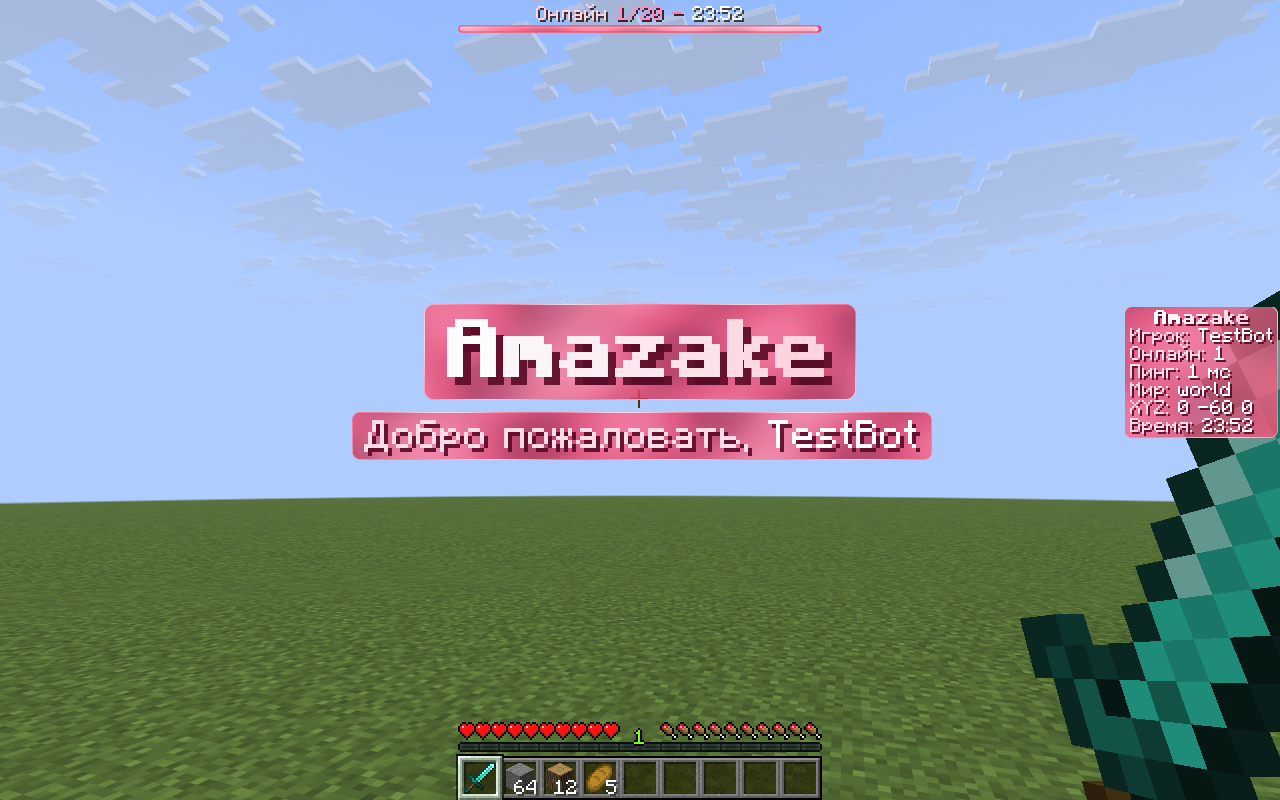 Онлайн 1/20 - 23:52
Amazake
Добро пожаловать, TestBot
Amazake
Игрок: TestBot
Онлайн: 1
Пинг: 1 мс
Мир: world
XYZ: 0 -60 0
Время: 23:52
1
64 12 5